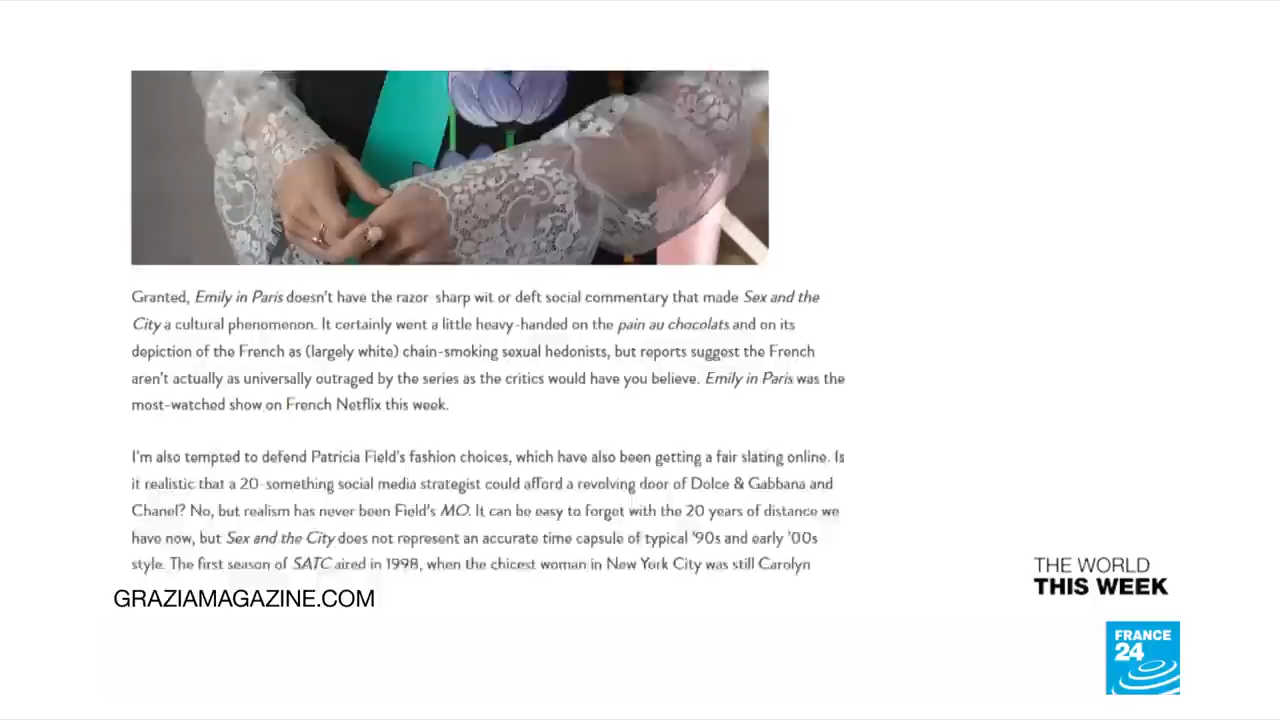 Granted, Emily in Paris doesn't have the razor sharp wit or deft social commentary that made Sex and the
City a cultural phenomenon. It certainly went a little heavy-handed on the pain au chocolats and on its
depiction of the French as (largely white) chain-smoking sexual hedonists, but reports suggest the French
aren't actually as universally outraged by the series as the critics would have you believe. Emily in Paris was the
most-watched show on French Netflix this week.
I'm also tempted to defend Patricia Field's fashion choices, which have also been getting a fair slating online. Is
it realistic that a 20-something social media strategist could afford a revolving door of Dolce & Gabbana and
Chanel? No, but realism has never been Field's MO. It can be easy to forget with the 20 years of distance we
have now, but Sex and the City does not represent an accurate time capsule of typical '90s and early '00s
style. The first season of SATC aired in 1998, when the chicest woman in New York City was still Carolyn
GRAZIAMAGAZINE.COM
THE WORLD
THIS WEEK
FRANCE
24